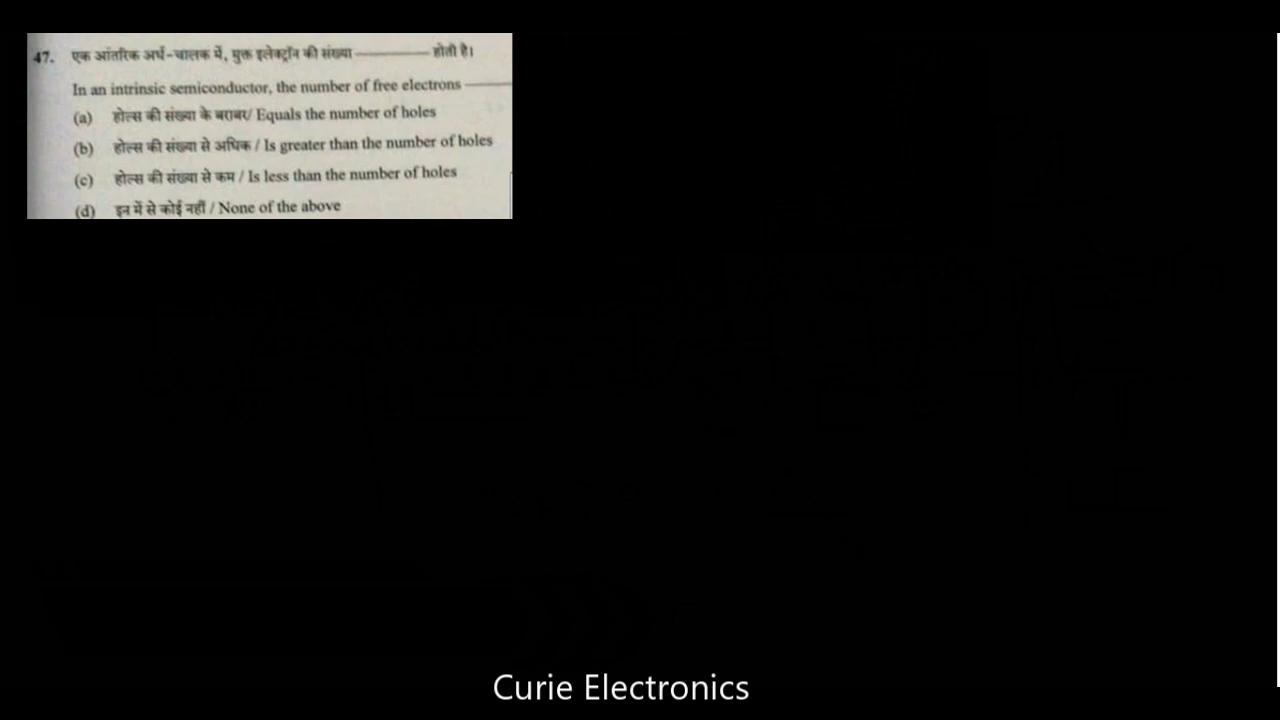 47. एक आंतरिक अर्ध-चालक में, मुक्त इलेक्ट्रॉन की संख्या ———— होती है।
In an intrinsic semiconductor, the number of free electrons ———
(a) होल्स की संख्या के बराबर/ Equals the number of holes
(b) होल्स की संख्या से अधिक / Is greater than the number of holes
(c) होल्स की संख्या से कम / Is less than the number of holes
(d) इन में से कोई नहीं / None of the above
Curie Electronics